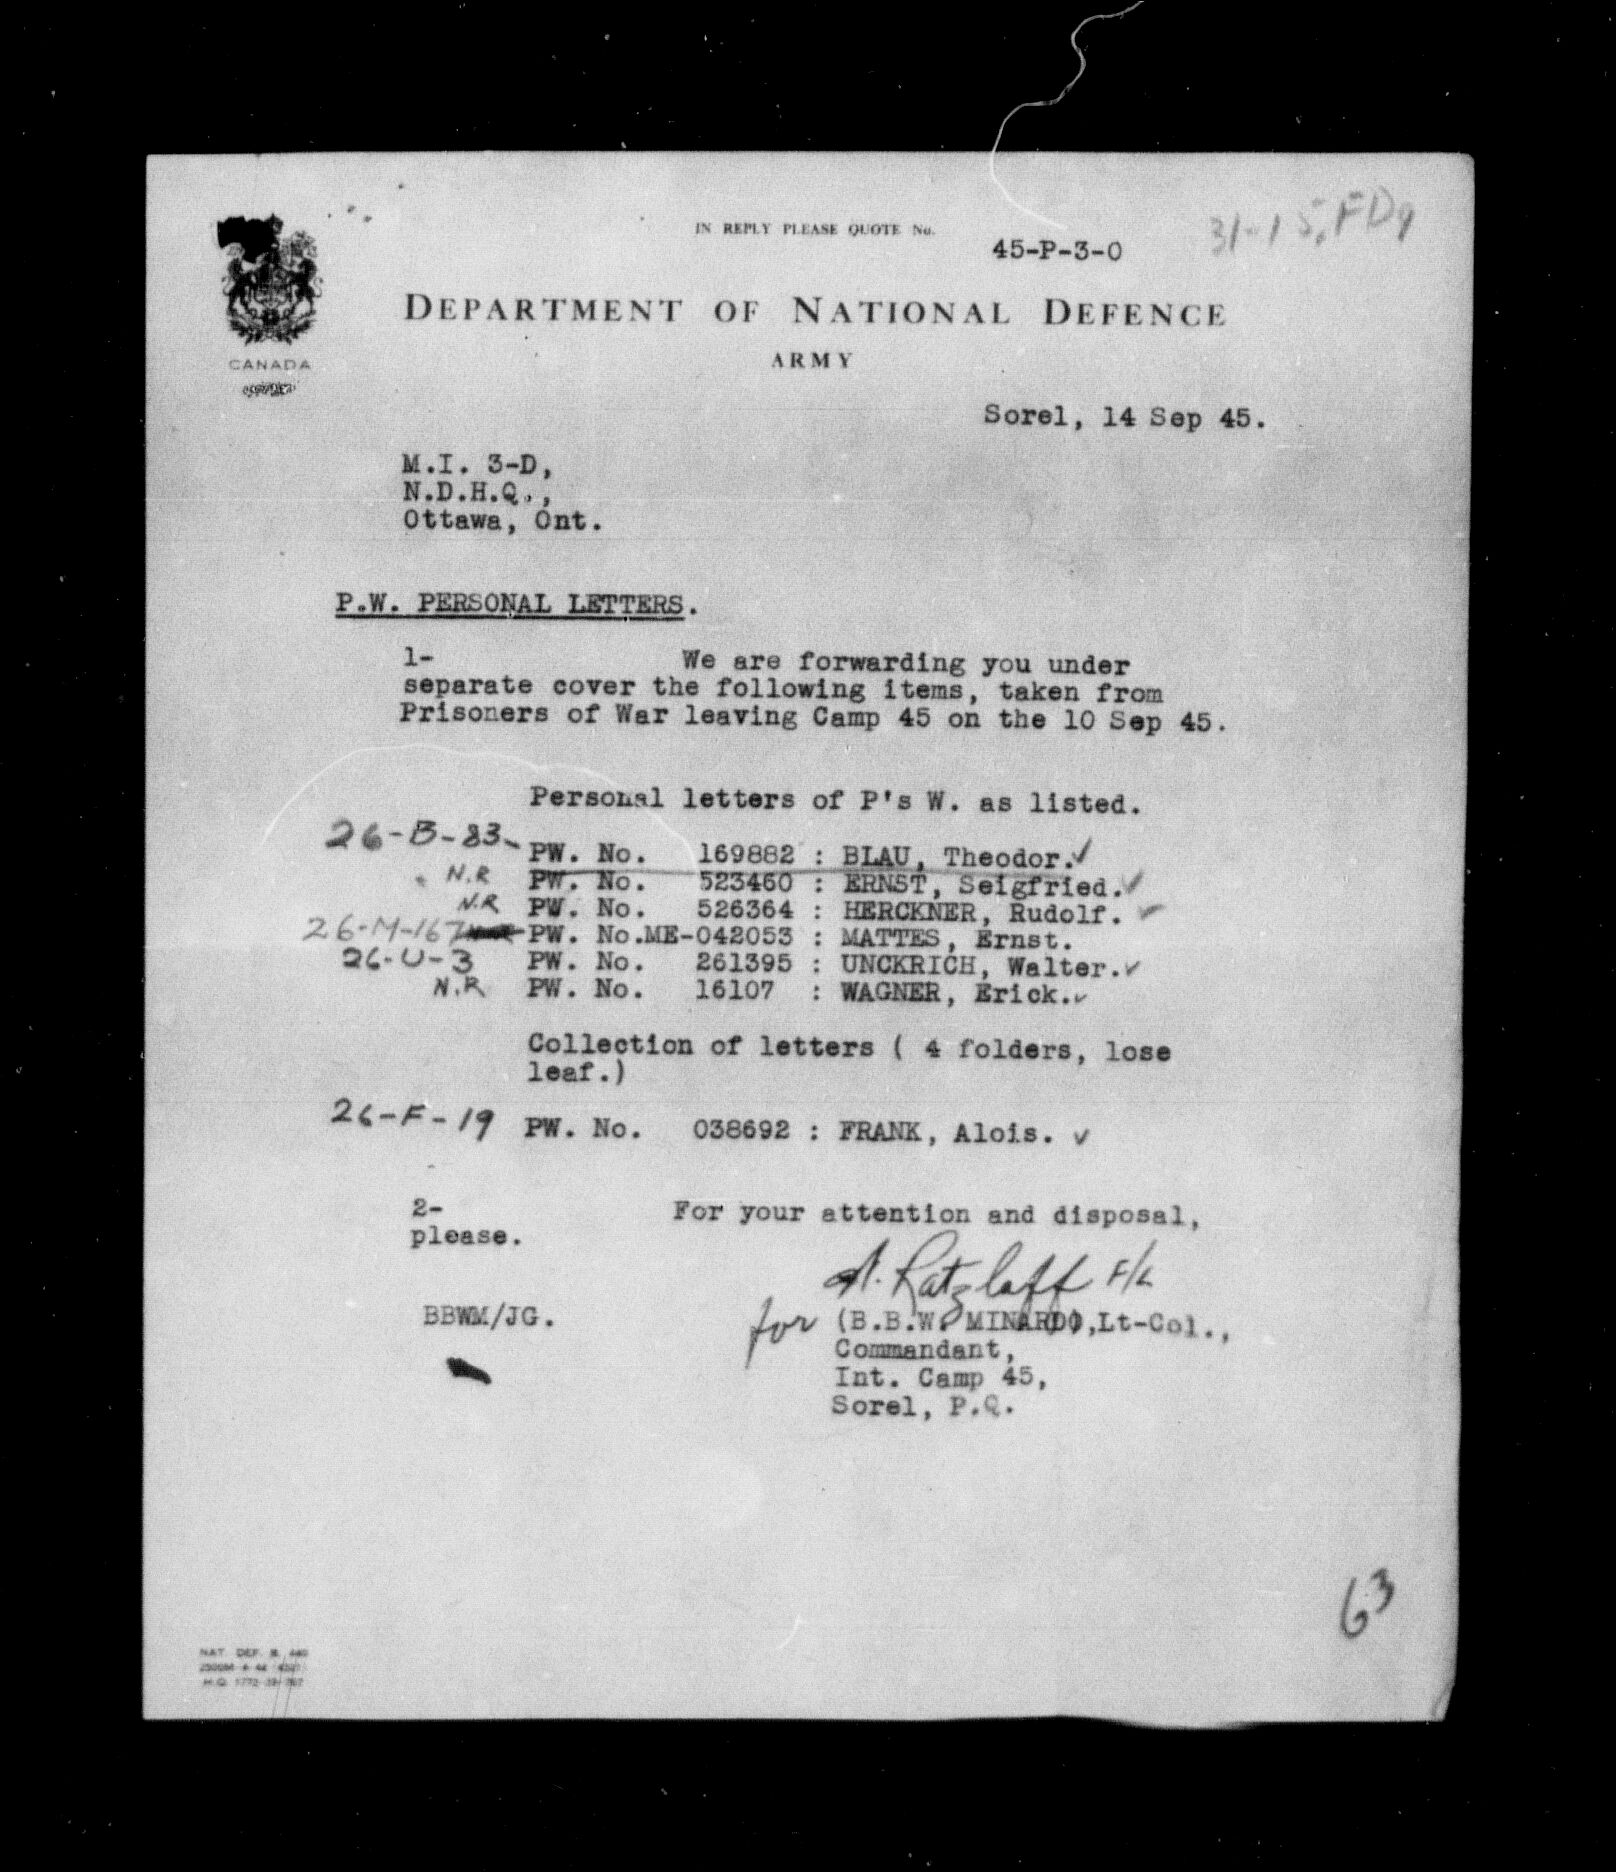 IN REPLY PLEASE QUOTE No.
45-P-3-0
CANADA
DEPARTMENT OF NATIONAL DEFENCE
ARMY
Sorel, 14 Sep 45.
M.I. 3-D,
N.D.H.Q.,
Ottawa, Ont.
P.W. PERSONAL LETTERS.
1- We are forwarding you under
separate cover the following items, taken from
Prisoners of War leaving Camp 45 on the 10 Sep 45.
Personal letters of P's W. as listed.
26-B-83- PW. No. 169882 : BLAU, Theodor.✓
N.R PW. No. 523460 : ERNST, Seigfried.✓
N.R PW. No. 526364 : HERCKNER, Rudolf. ✓
26-M-167 PW. No.ME-042053 : MATTES, Ernst.
26-U-3 PW. No. 261395 : UNCKRICH, Walter.✓
N.R PW. No. 16107 : WAGNER, Erick.✓
Collection of letters ( 4 folders, lose
leaf.)
26-F-19 PW. No. 038692 : FRANK, Alois. ✓
2- For your attention and disposal,
please.
Ratzlaff F/L
BBWM/JG.
for (B.B.W. MINARD),Lt-Col.,
Commandant,
Int. Camp 45,
Sorel, P.Q.
63
NAT. DEF. B. 440